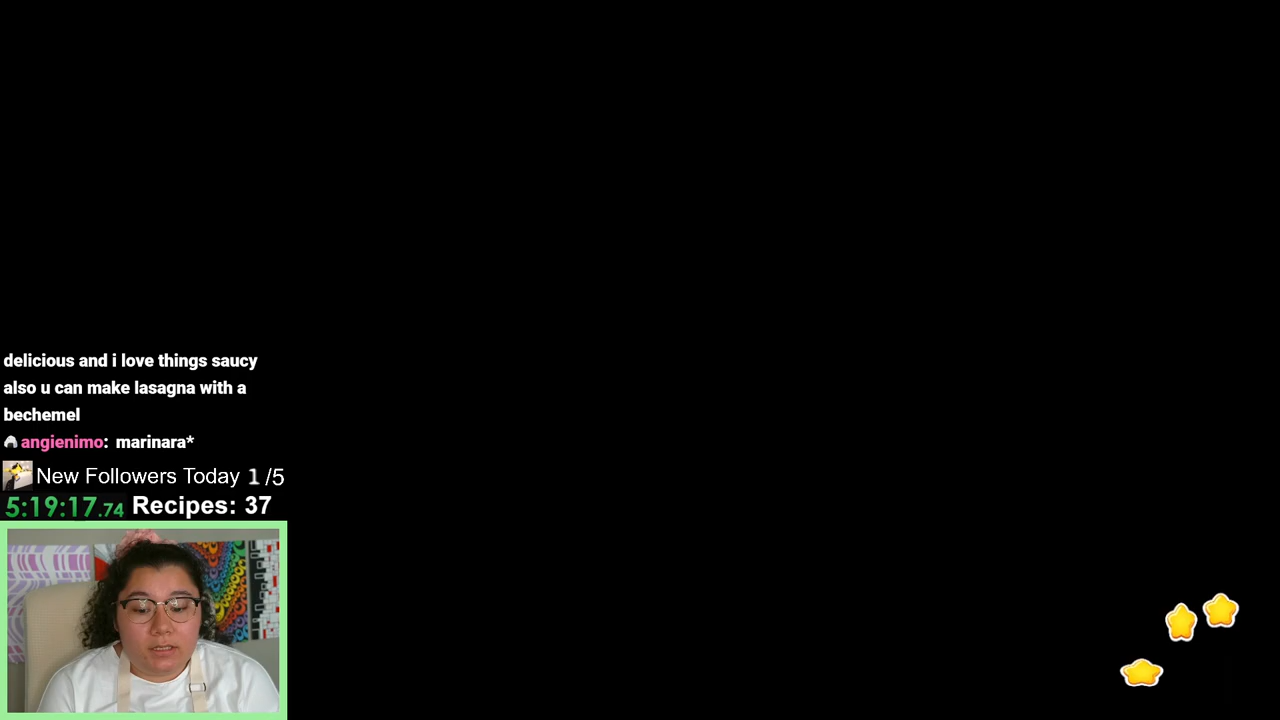 delicious and i love things saucy
also u can make lasagna with a
bechemel
angienimo: marinara*
New Followers Today 1 /5
5:19:17.74 Recipes: 37